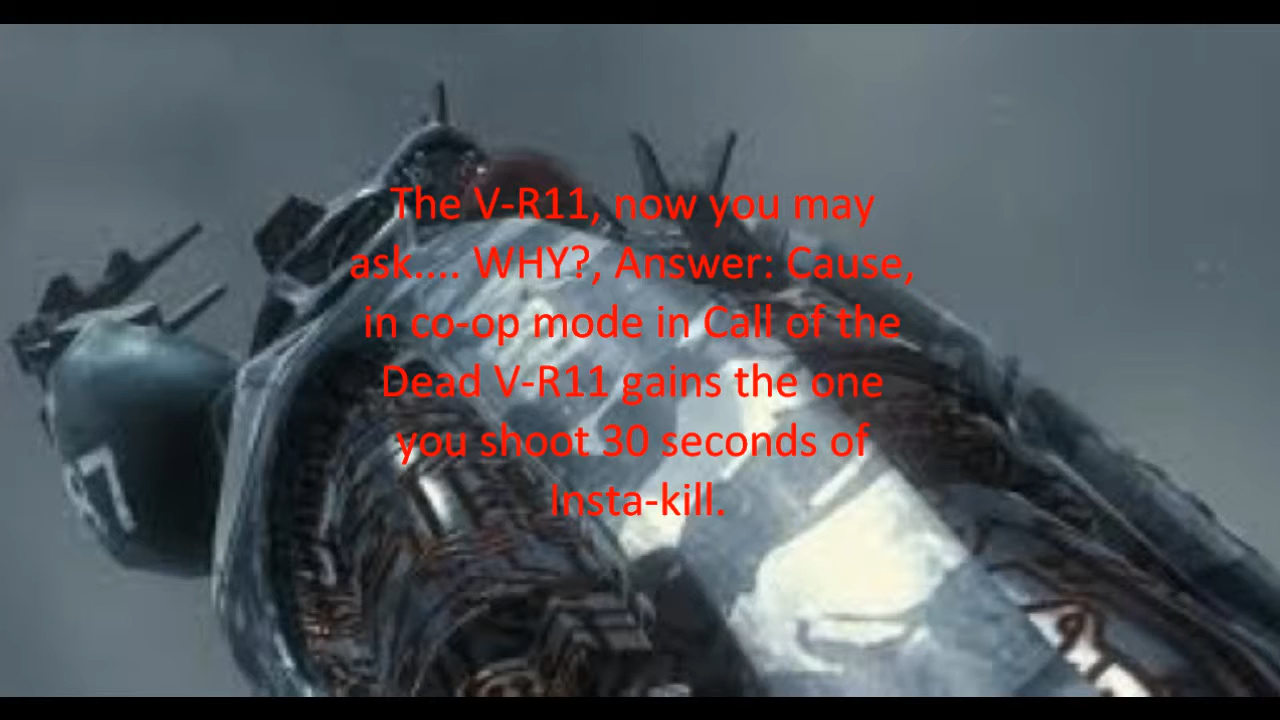 The V-R11, now you may
ask.... WHY?, Answer: Cause,
in co-op mode in Call of the
Dead V-R11 gains the one
you shoot 30 seconds of
Insta-kill.